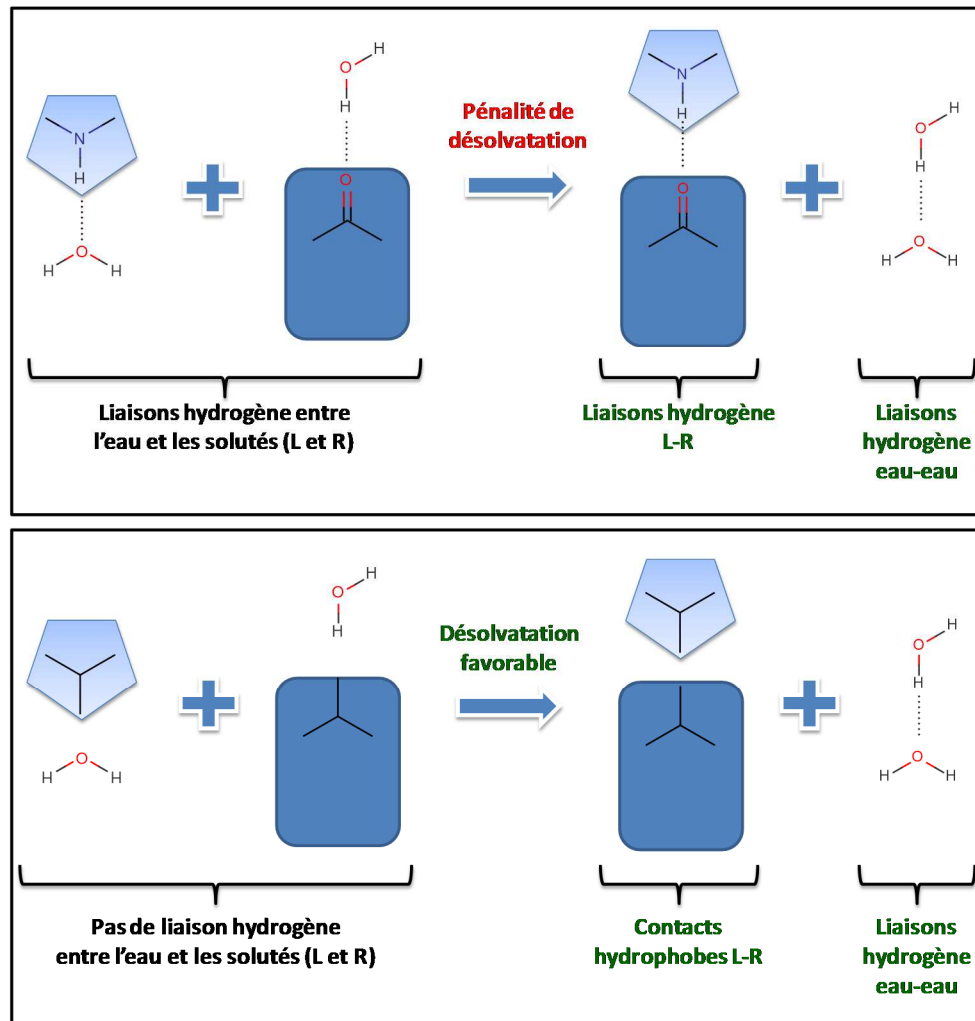 H
O
H
N
H
O
H
H
O
Pénalité de
désolvatation
N
H
O
O
H
H
O
H
H
Liaisons hydrogène entre
l'eau et les solutés (L et R)
Liaisons hydrogène
L-R
Liaisons
hydrogène
eau-eau
H
O
H
O
H
H
Désolvatation
favorable
H
O
H
O
H
H
Pas de liaison hydrogène
entre l'eau et les solutés (L et R)
Contacts
hydrophobes L-R
Liaisons
hydrogène
eau-eau